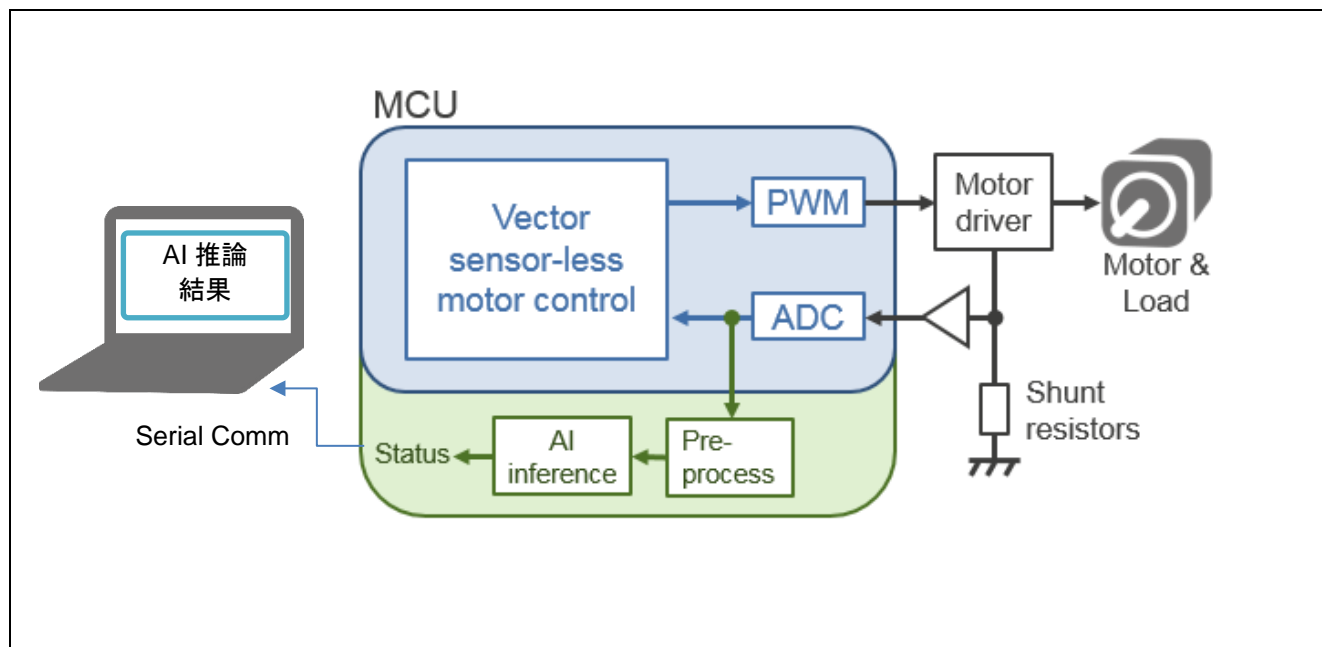 MCU
Vector
sensor-less
motor control
PWM
Motor
driver
Motor &
Load
ADC
AI 推論
結果
Shunt
resistors
Serial Comm
Status
AI
inference
Pre-
process